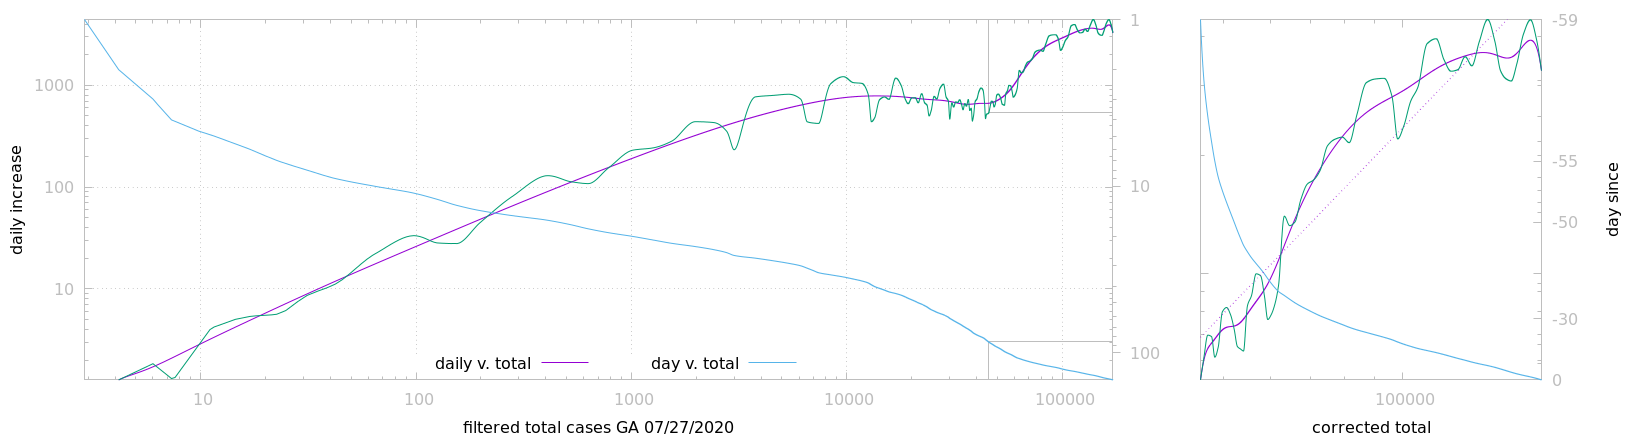 1000
100
10
daily increase
10
100
1000
10000
100000
1
10
100
daily v. total
day v. total
filtered total cases GA 07/27/2020
-59
-55
-50
-30
0
day since
100000
corrected total